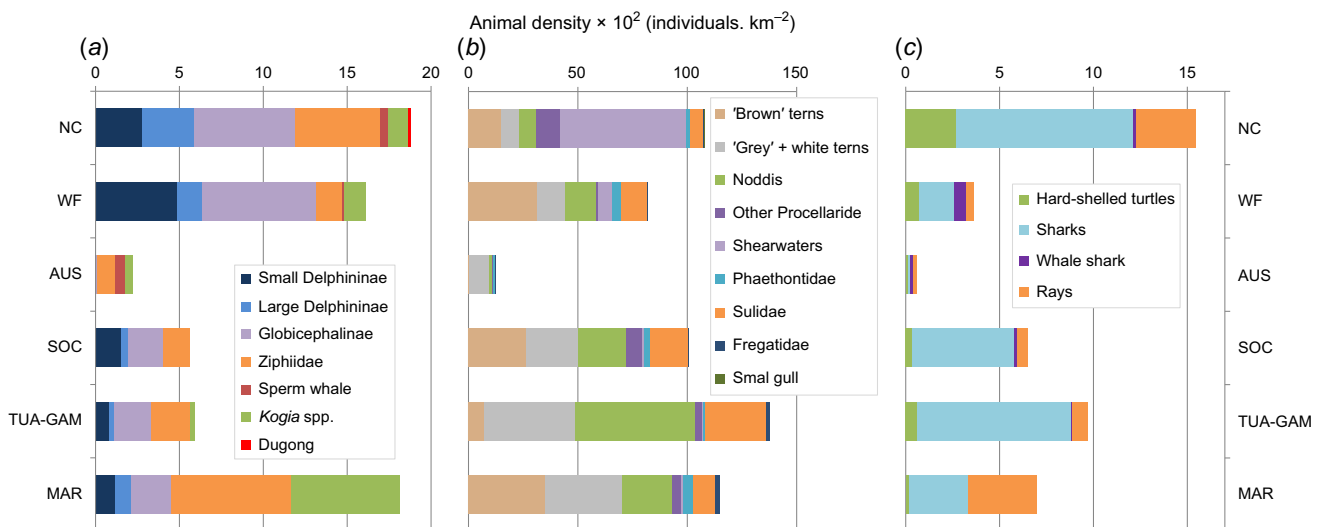 Animal density × 10² (individuals. km⁻²)
(a)
(b)
(c)
0 5 10 15 20
0 50 100 150
0 5 10 15
NC
WF
AUS
SOC
TUA-GAM
MAR
Small Delphininae
Large Delphininae
Globicephalinae
Ziphiidae
Sperm whale
Kogia spp.
Dugong
'Brown' terns
'Grey' + white terns
Noddis
Other Procellaride
Shearwaters
Phaethontidae
Sulidae
Fregatidae
Smal gull
Hard-shelled turtles
Sharks
Whale shark
Rays
NC
WF
AUS
SOC
TUA-GAM
MAR